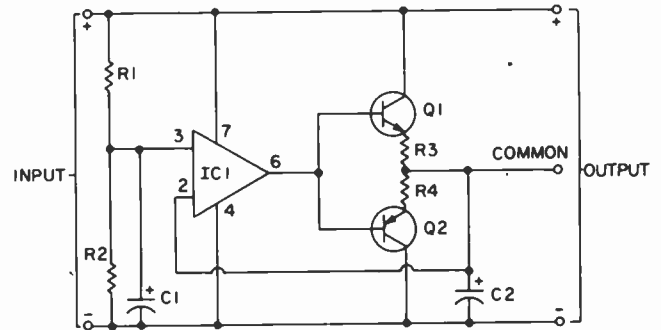 + +
R1
Q1
7
3
R3
COMMON
6
INPUT IC1 OUTPUT
2
R4
4
Q2
R2
+ C1 + C2
– –